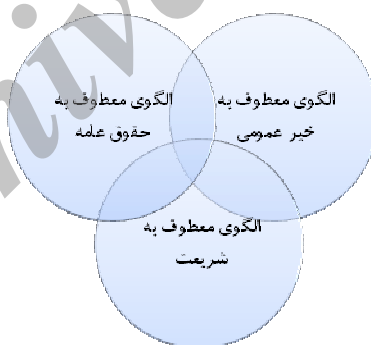 الگوی معطوف به
خیر عمومی
الگوی معطوف به
حقوق عامه
الگوی معطوف به
شریعت